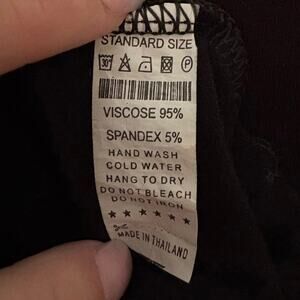 STANDARD SIZE
30°
P
VISCOSE 95%
SPANDEX 5%
HAND WASH
COLD WATER
HANG TO DRY
DO NOT BLEACH
DO NOT IRON
MADE IN THAILAND